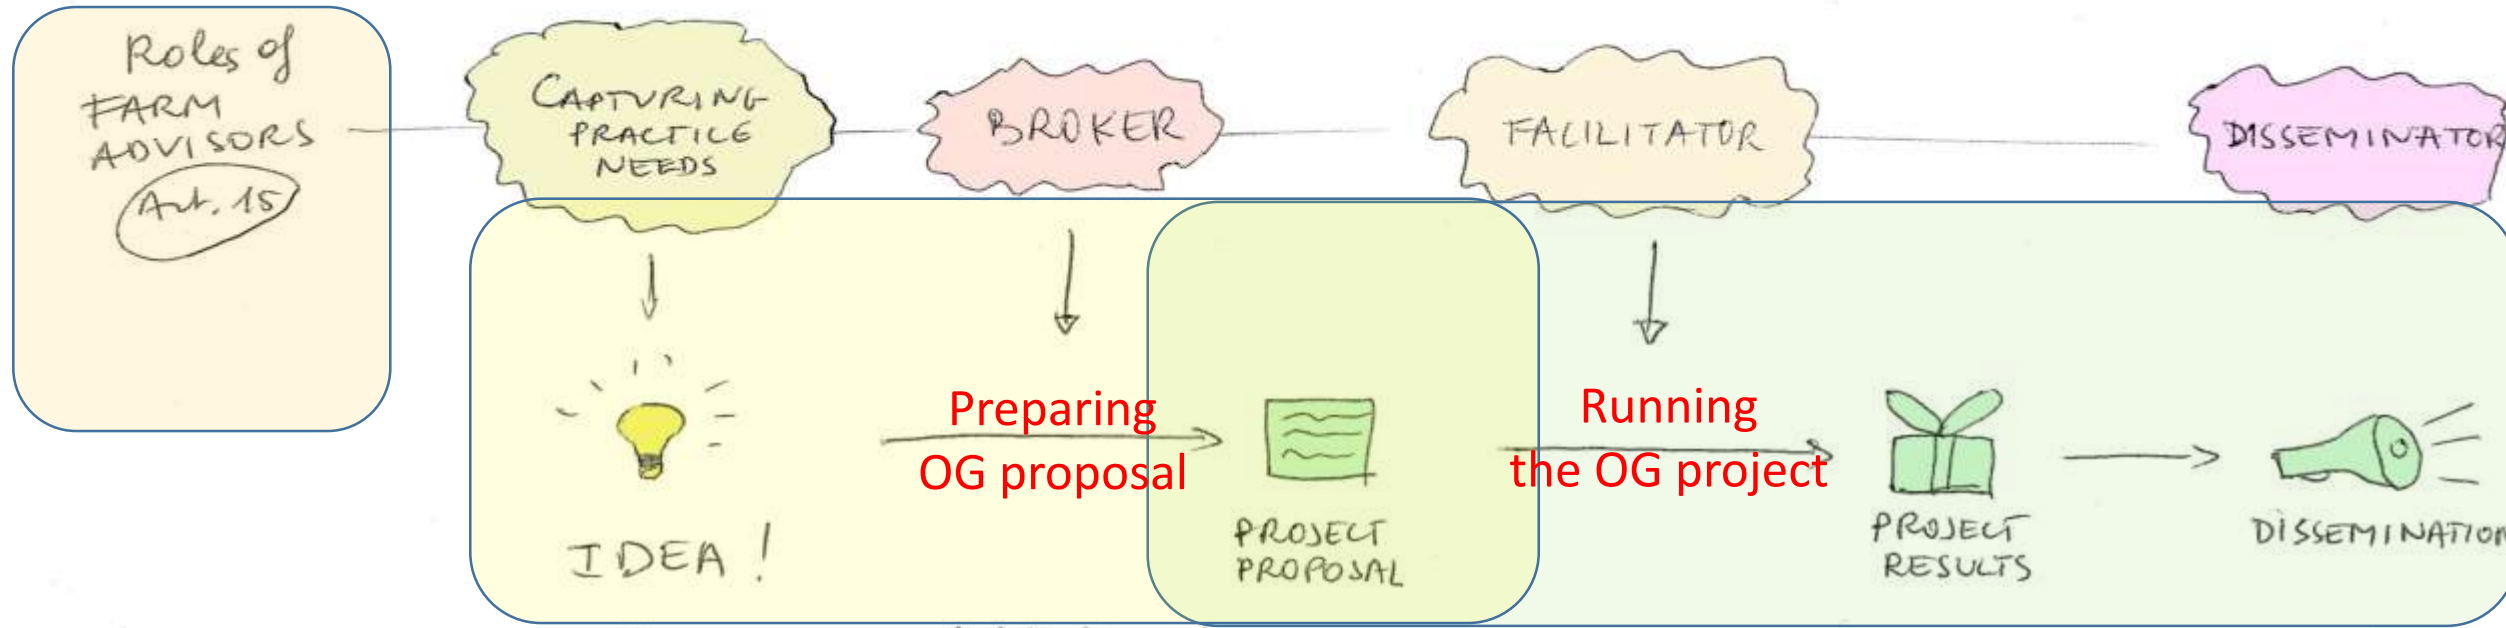 Roles of
FARM
ADVISORS
Art. 15
CAPTURING
PRACTICE
NEEDS
BROKER
FACILITATOR
DISSEMINATOR
IDEA !
Preparing
OG proposal
PROJECT
PROPOSAL
Running
the OG project
PROJECT
RESULTS
DISSEMINATION